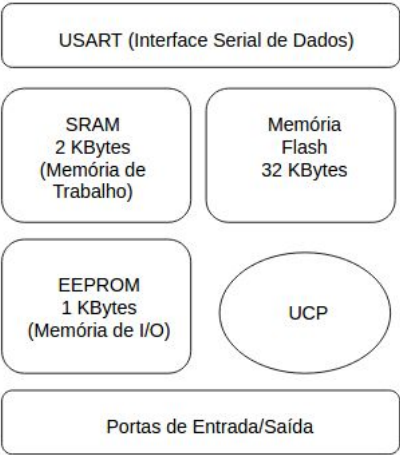 USART (Interface Serial de Dados)
SRAM
2 KBytes
(Memória de
Trabalho)
Memória
Flash
32 KBytes
EEPROM
1 KBytes
(Memória de I/O)
UCP
Portas de Entrada/Saída